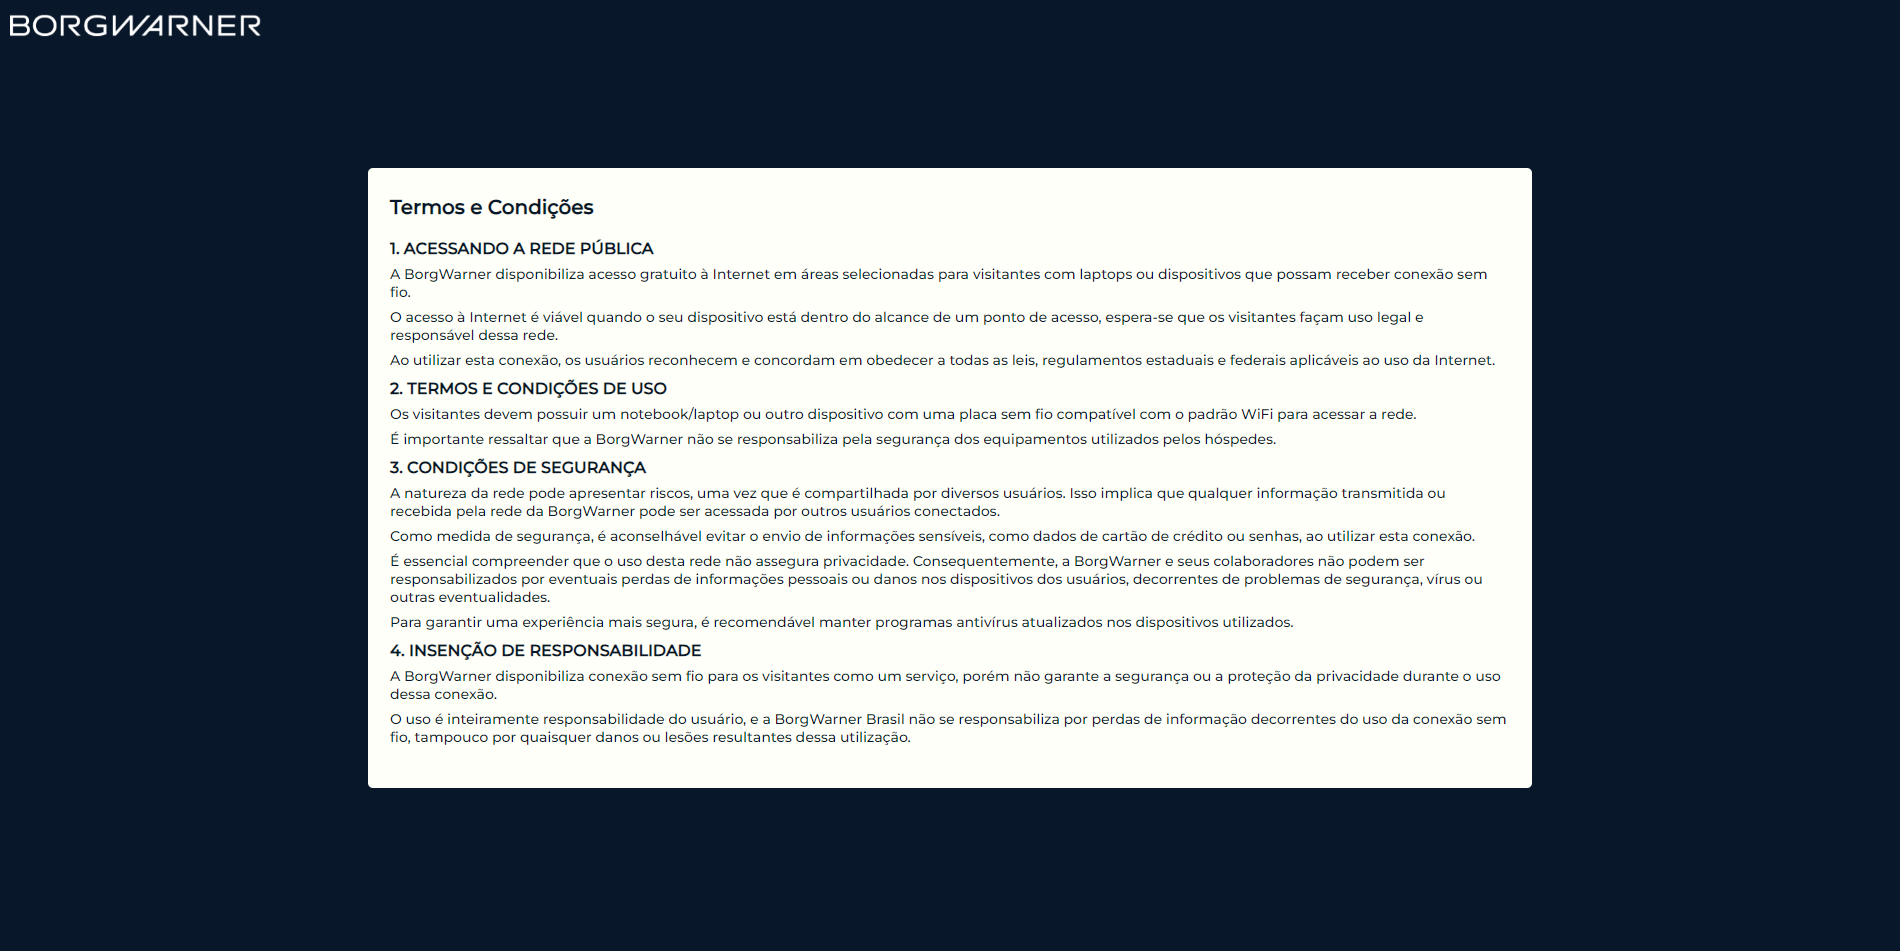 BORGWARNER
Termos e Condições
1. ACESSANDO A REDE PÚBLICA
A BorgWarner disponibiliza acesso gratuito à Internet em áreas selecionadas para visitantes com laptops ou dispositivos que possam receber conexão sem
fio.
O acesso à Internet é viável quando o seu dispositivo está dentro do alcance de um ponto de acesso, espera-se que os visitantes façam uso legal e
responsável dessa rede.
Ao utilizar esta conexão, os usuários reconhecem e concordam em obedecer a todas as leis, regulamentos estaduais e federais aplicáveis ao uso da Internet.
2. TERMOS E CONDIÇÕES DE USO
Os visitantes devem possuir um notebook/laptop ou outro dispositivo com uma placa sem fio compatível com o padrão WiFi para acessar a rede.
É importante ressaltar que a BorgWarner não se responsabiliza pela segurança dos equipamentos utilizados pelos hóspedes.
3. CONDIÇÕES DE SEGURANÇA
A natureza da rede pode apresentar riscos, uma vez que é compartilhada por diversos usuários. Isso implica que qualquer informação transmitida ou
recebida pela rede da BorgWarner pode ser acessada por outros usuários conectados.
Como medida de segurança, é aconselhável evitar o envio de informações sensíveis, como dados de cartão de crédito ou senhas, ao utilizar esta conexão.
É essencial compreender que o uso desta rede não assegura privacidade. Consequentemente, a BorgWarner e seus colaboradores não podem ser
responsabilizados por eventuais perdas de informações pessoais ou danos nos dispositivos dos usuários, decorrentes de problemas de segurança, vírus ou
outras eventualidades.
Para garantir uma experiência mais segura, é recomendável manter programas antivírus atualizados nos dispositivos utilizados.
4. INSENÇÃO DE RESPONSABILIDADE
A BorgWarner disponibiliza conexão sem fio para os visitantes como um serviço, porém não garante a segurança ou a proteção da privacidade durante o uso
dessa conexão.
O uso é inteiramente responsabilidade do usuário, e a BorgWarner Brasil não se responsabiliza por perdas de informação decorrentes do uso da conexão sem
fio, tampouco por quaisquer danos ou lesões resultantes dessa utilização.